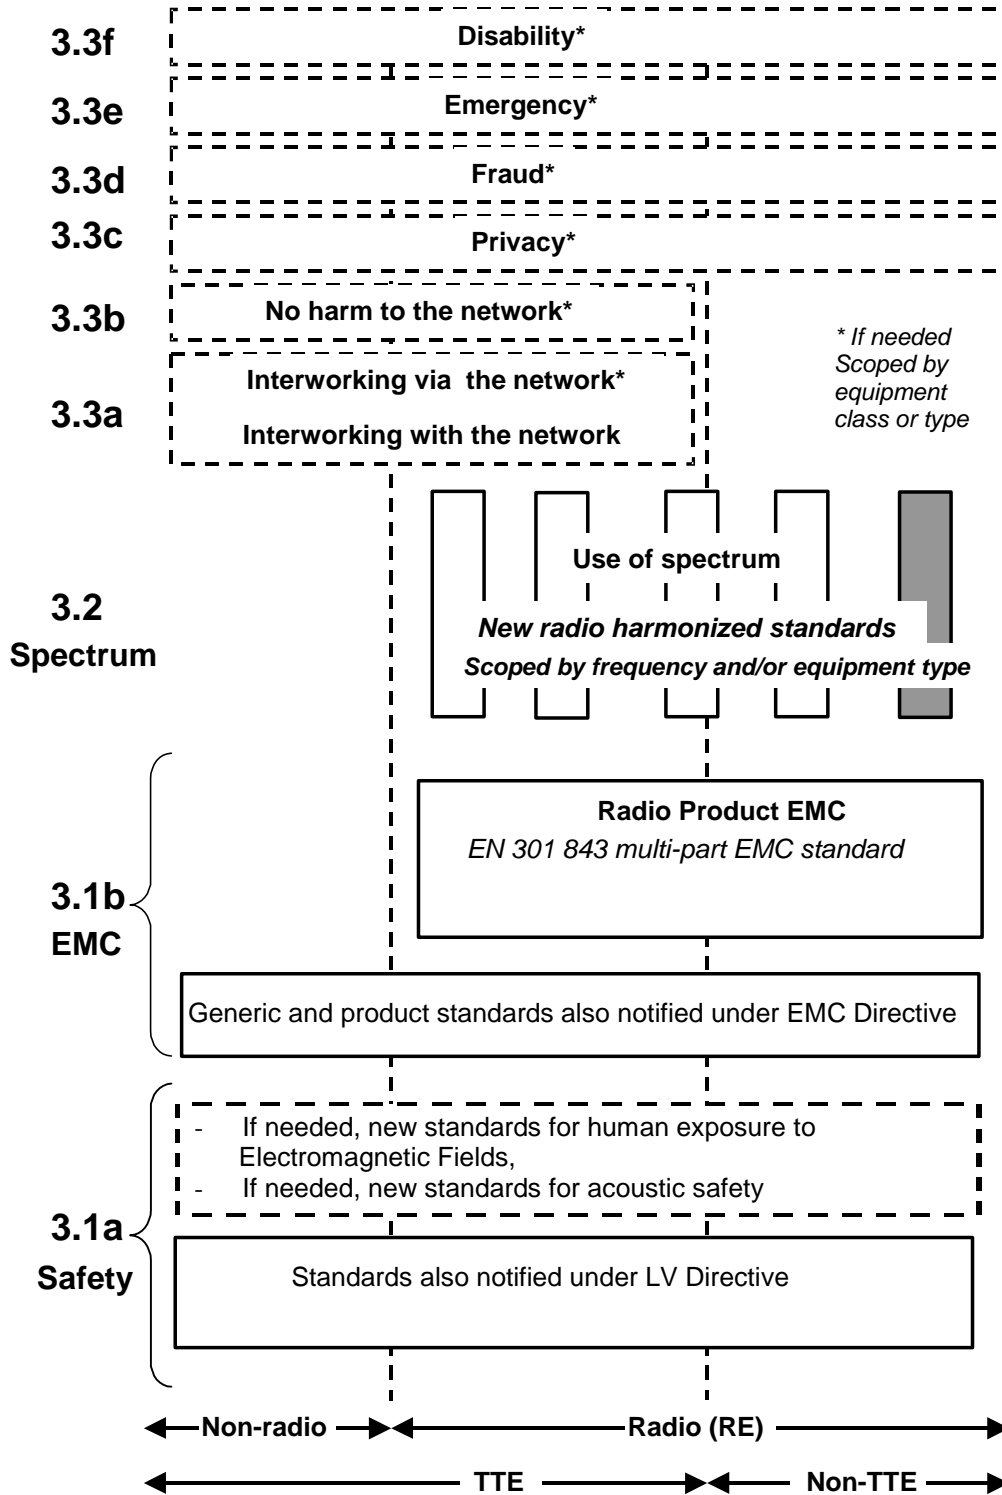 3.3f
Disability*
3.3e
Emergency*
3.3d
Fraud*
3.3c
Privacy*
3.3b
No harm to the network*
* If needed
Scoped by
equipment
class or type
3.3a
Interworking via the network*
Interworking with the network
3.2
Spectrum
Use of spectrum
New radio harmonized standards
Scoped by frequency and/or equipment type
3.1b
EMC
Radio Product EMC
EN 301 843 multi-part EMC standard
Generic and product standards also notified under EMC Directive
3.1a
Safety
- If needed, new standards for human exposure to
Electromagnetic Fields,
- If needed, new standards for acoustic safety
Standards also notified under LV Directive
Non-radio
Radio (RE)
TTE
Non-TTE